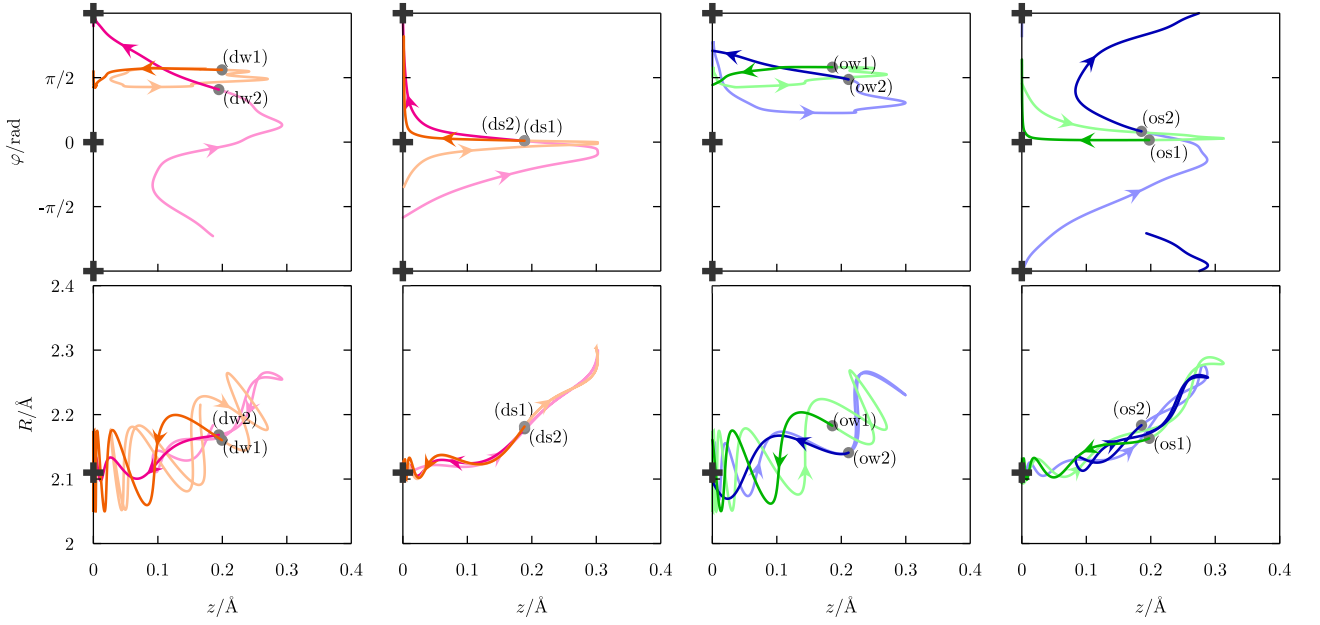 φ/rad
π/2
0
-π/2
(dw1)
(dw2)
(ds2) (ds1)
(ow1)
(ow2)
(os2)
(os1)
R/Å
2.4
2.3
2.2
2.1
2
(dw2)
(dw1)
(ds1)
(ds2)
(ow1)
(ow2)
(os2)
(os1)
0 0.1 0.2 0.3 0.4 0 0.1 0.2 0.3 0.4 0 0.1 0.2 0.3 0.4 0 0.1 0.2 0.3 0.4
z/Å z/Å z/Å z/Å